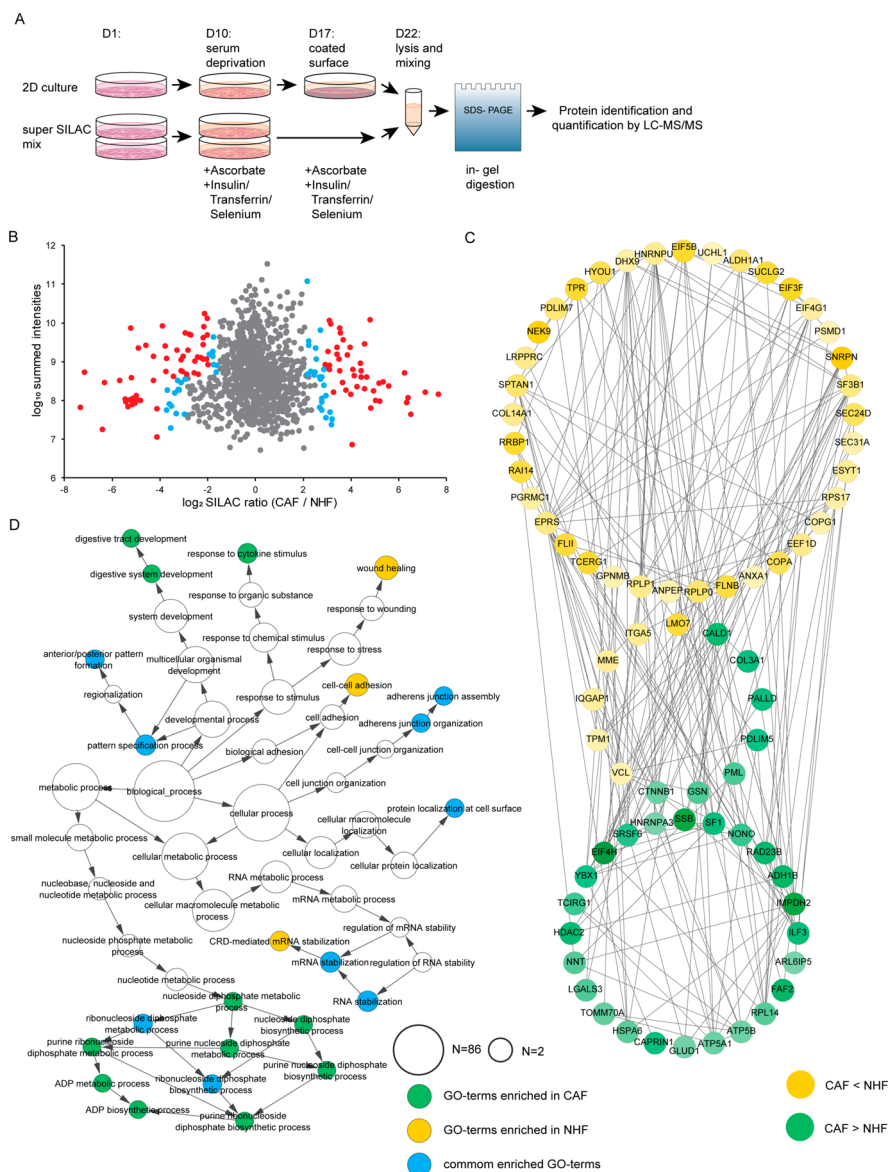 A
D1:
D10:
serum
deprivation
D17:
coated
surface
D22:
lysis and
mixing
2D culture
super SILAC
mix
+Ascorbate
+Insulin/
Transferrin/
Selenium
+Ascorbate
+Insulin/
Transferrin/
Selenium
SDS- PAGE
in- gel
digestion
Protein identification and
quantification by LC-MS/MS
B
log₁₀ summed intensities
12
11
10
9
8
7
6
-8
-6
-4
-2
0
2
4
6
8
log₂ SILAC ratio (CAF / NHF)
C
EIF5B
HNRNPU
UCHL1
DHX9
ALDH1A1
HYOU1
SUCLG2
TPR
EIF3F
PDLIM7
EIF4G1
NEK9
PSMD1
LRPPRC
SNRPN
SPTAN1
SF3B1
COL14A1
SEC24D
RRBP1
SEC31A
RAI14
ESYT1
PGRMC1
RPS17
EPRS
COPG1
FLII
EEF1D
TCERG1
COPA
GPNMB
ANXA1
RPLP1
FLNB
ANPEP
RPLP0
ITGA5
LMO7
CALD1
MME
COL3A1
IQGAP1
PALLD
TPM1
PDLIM5
VCL
PML
CTNNB1
GSN
HNRNPA3
SSB
SF1
SRSF6
NONO
EIF4H
RAD23B
YBX1
ADH1B
TCIRG1
IMPDH2
HDAC2
ILF3
NNT
ARL6IP5
LGALS3
FAF2
TOMM70A
RPL14
HSPA6
ATP5B
CAPRIN1
ATP5A1
GLUD1
CAF < NHF
CAF > NHF
D
digestive tract development
response to cytokine stimulus
wound healing
digestive system development
response to organic substance
system development
response to wounding
response to chemical stimulus
anterior/posterior pattern
formation
multicellular organismal
development
response to stress
regionalization
response to stimulus
cell-cell adhesion
adherens junction assembly
developmental process
cell adhesion
adherens junction organization
pattern specification process
biological adhesion
cell-cell junction organization
metabolic process
biological_process
cell junction organization
protein localization at cell surface
cellular process
cellular macromolecule
localization
small molecule metabolic process
cellular metabolic process
cellular localization
cellular protein localization
RNA metabolic process
nucleobase, nucleoside and
nucleotide metabolic process
cellular macromolecule metabolic
process
mRNA metabolic process
regulation of mRNA stability
nucleoside phosphate metabolic
process
CRD-mediated mRNA stabilization
mRNA stabilization
regulation of RNA stability
nucleotide metabolic process
RNA stabilization
nucleoside diphosphate metabolic
process
ribonucleoside diphosphate
metabolic process
nucleoside diphosphate
biosynthetic process
purine ribonucleoside
diphosphate metabolic process
purine nucleoside diphosphate
metabolic process
purine nucleoside diphosphate
biosynthetic process
ADP metabolic process
ribonucleoside diphosphate
biosynthetic process
ADP biosynthetic process
purine ribonucleoside
diphosphate biosynthetic process
N=86
N=2
GO-terms enriched in CAF
GO-terms enriched in NHF
commom enriched GO-terms